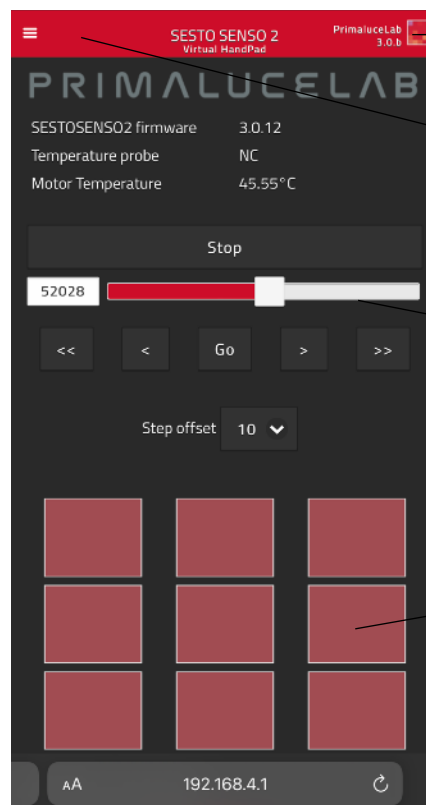 SESTO SENSO 2
Virtual HandPad
PrimaluceLab
3.0.b
PRIMALUCELAB
SESTOSENSO2 firmware 3.0.12
Temperature probe NC
Motor Temperature 45.55°C
Stop
52028
<< < Go > >>
Step offset 10
AA 192.168.4.1